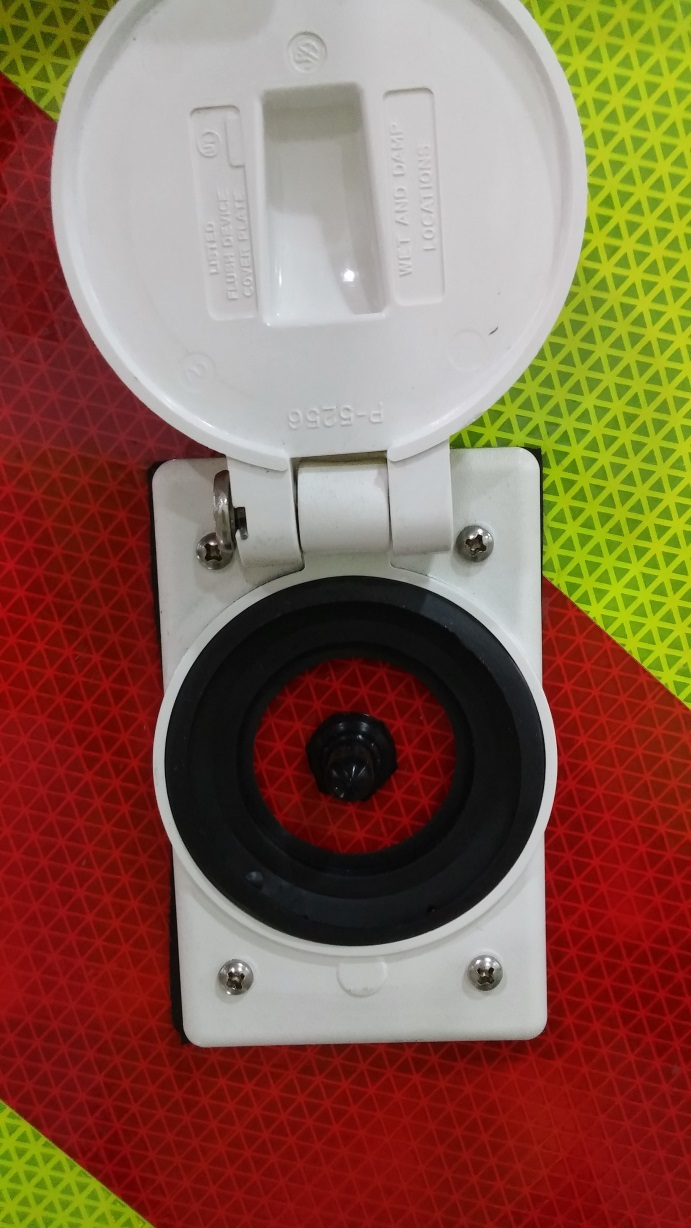 LISTED
FLUSH DEVICE
COVER PLATE
WET AND DAMP
LOCATIONS
P-5256